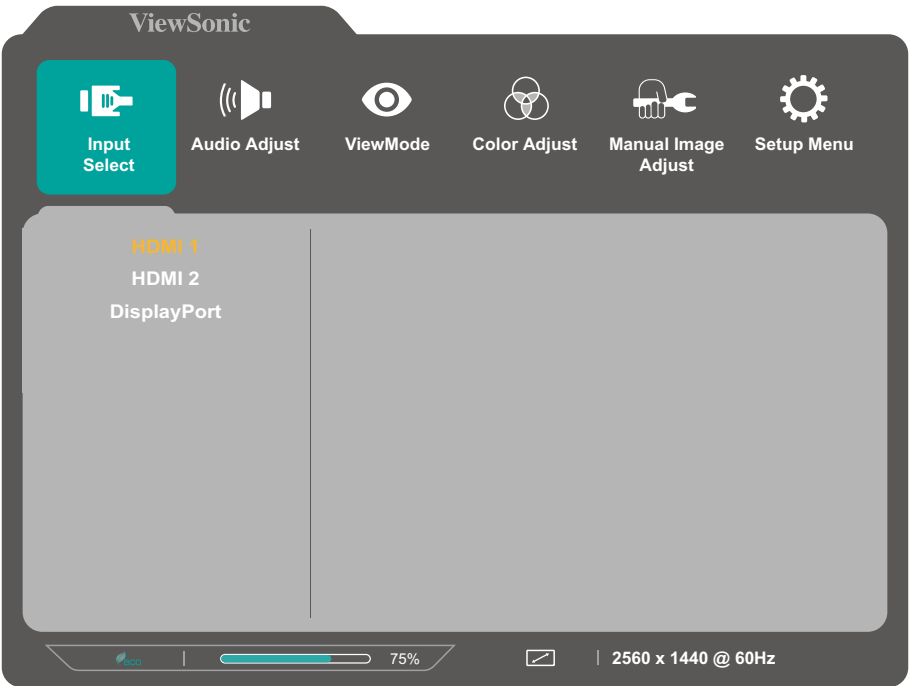 ViewSonic
Input
Select
Audio Adjust
ViewMode
Color Adjust
Manual Image
Adjust
Setup Menu
HDMI 1
HDMI 2
DisplayPort
eco
75%
2560 x 1440 @ 60Hz